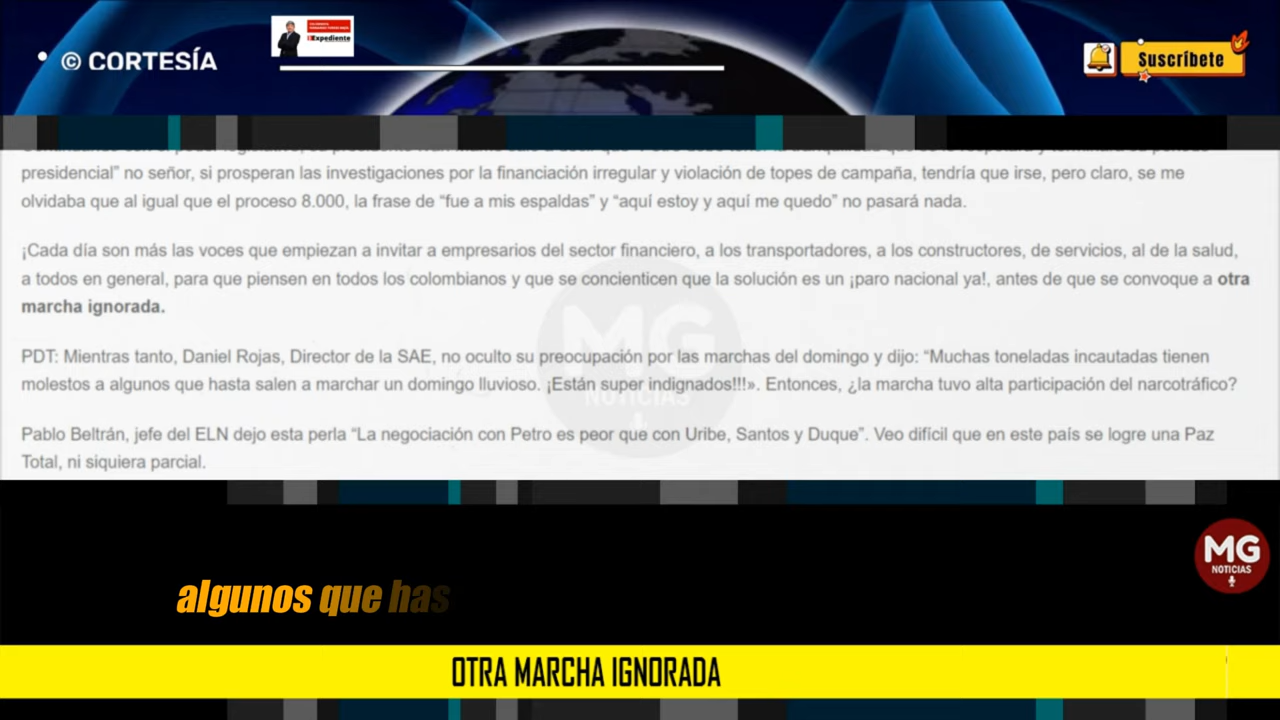 © CORTESÍA
Expediente
Suscríbete
presidencial” no señor, si prosperan las investigaciones por la financiación irregular y violación de topes de campaña, tendría que irse, pero claro, se me
olvidaba que al igual que el proceso 8.000, la frase de “fue a mis espaldas” y “aquí estoy y aquí me quedo” no pasará nada.
¡Cada día son más las voces que empiezan a invitar a empresarios del sector financiero, a los transportadores, a los constructores, de servicios, al de la salud,
a todos en general, para que piensen en todos los colombianos y que se concienticen que la solución es un ¡paro nacional ya!, antes de que se convoque a otra
marcha ignorada.
PDT: Mientras tanto, Daniel Rojas, Director de la SAE, no oculto su preocupación por las marchas del domingo y dijo: “Muchas toneladas incautadas tienen
molestos a algunos que hasta salen a marchar un domingo lluvioso. ¡Están super indignados!!!». Entonces, ¿la marcha tuvo alta participación del narcotráfico?
Pablo Beltrán, jefe del ELN dejo esta perla “La negociación con Petro es peor que con Uribe, Santos y Duque”. Veo difícil que en este país se logre una Paz
Total, ni siquiera parcial.
MG
NOTICIAS
MG
NOTICIAS
algunos que has
OTRA MARCHA IGNORADA